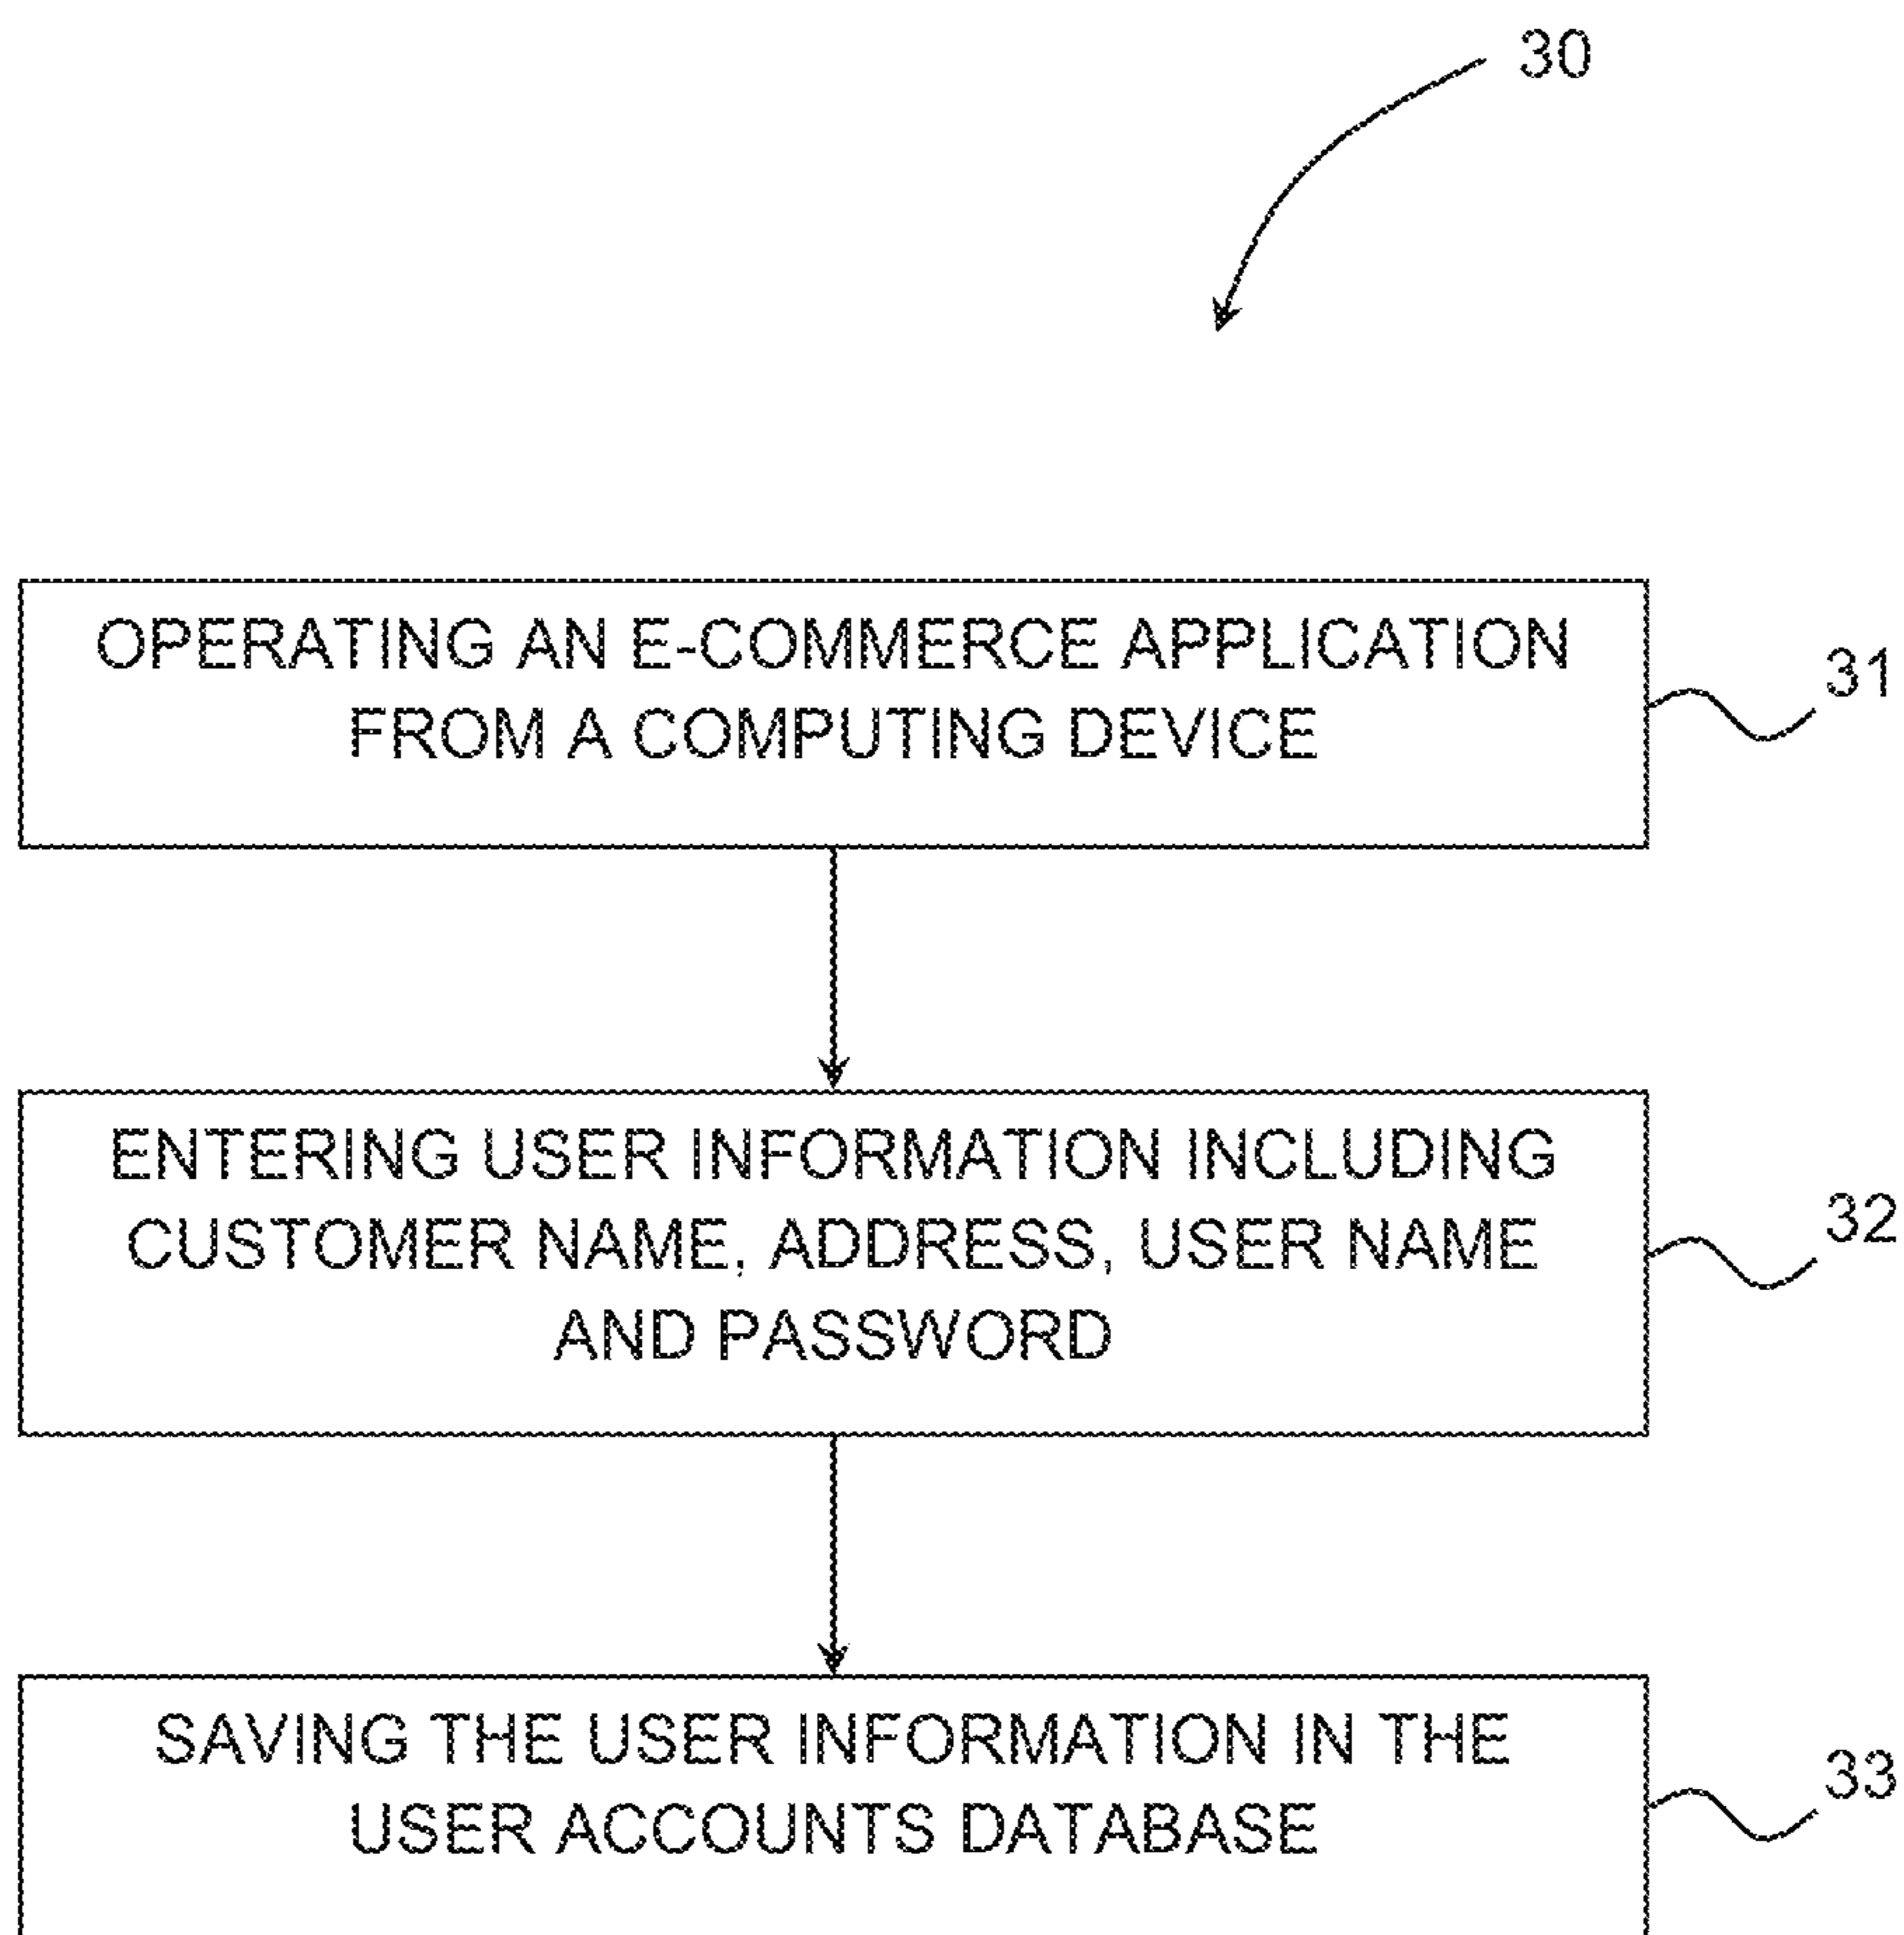 30
OPERATING AN E-COMMERCE APPLICATION
FROM A COMPUTING DEVICE
31
ENTERING USER INFORMATION INCLUDING
CUSTOMER NAME, ADDRESS, USER NAME
AND PASSWORD
32
SAVING THE USER INFORMATION IN THE
USER ACCOUNTS DATABASE
33